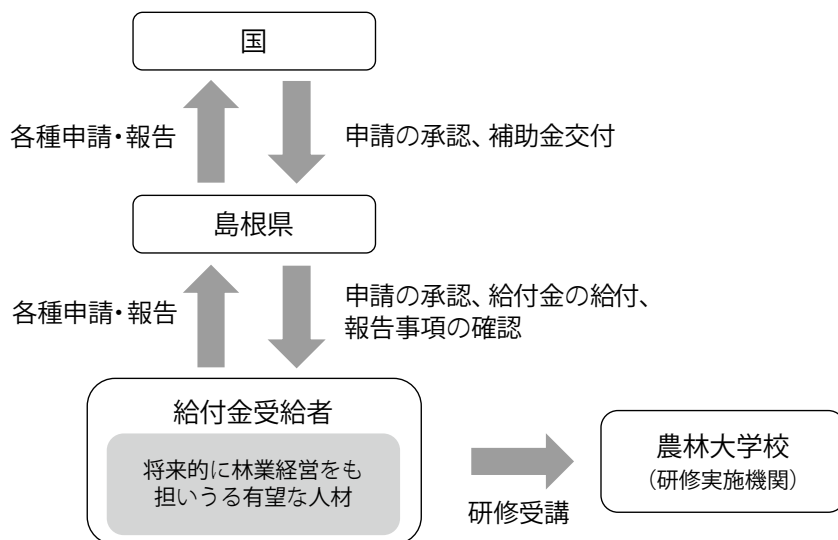 国
各種申請・報告
申請の承認、補助金交付
島根県
各種申請・報告
申請の承認、給付金の給付、
報告事項の確認
給付金受給者
将来的に林業経営をも
担いうる有望な人材
研修受講
農林大学校
（研修実施機関）